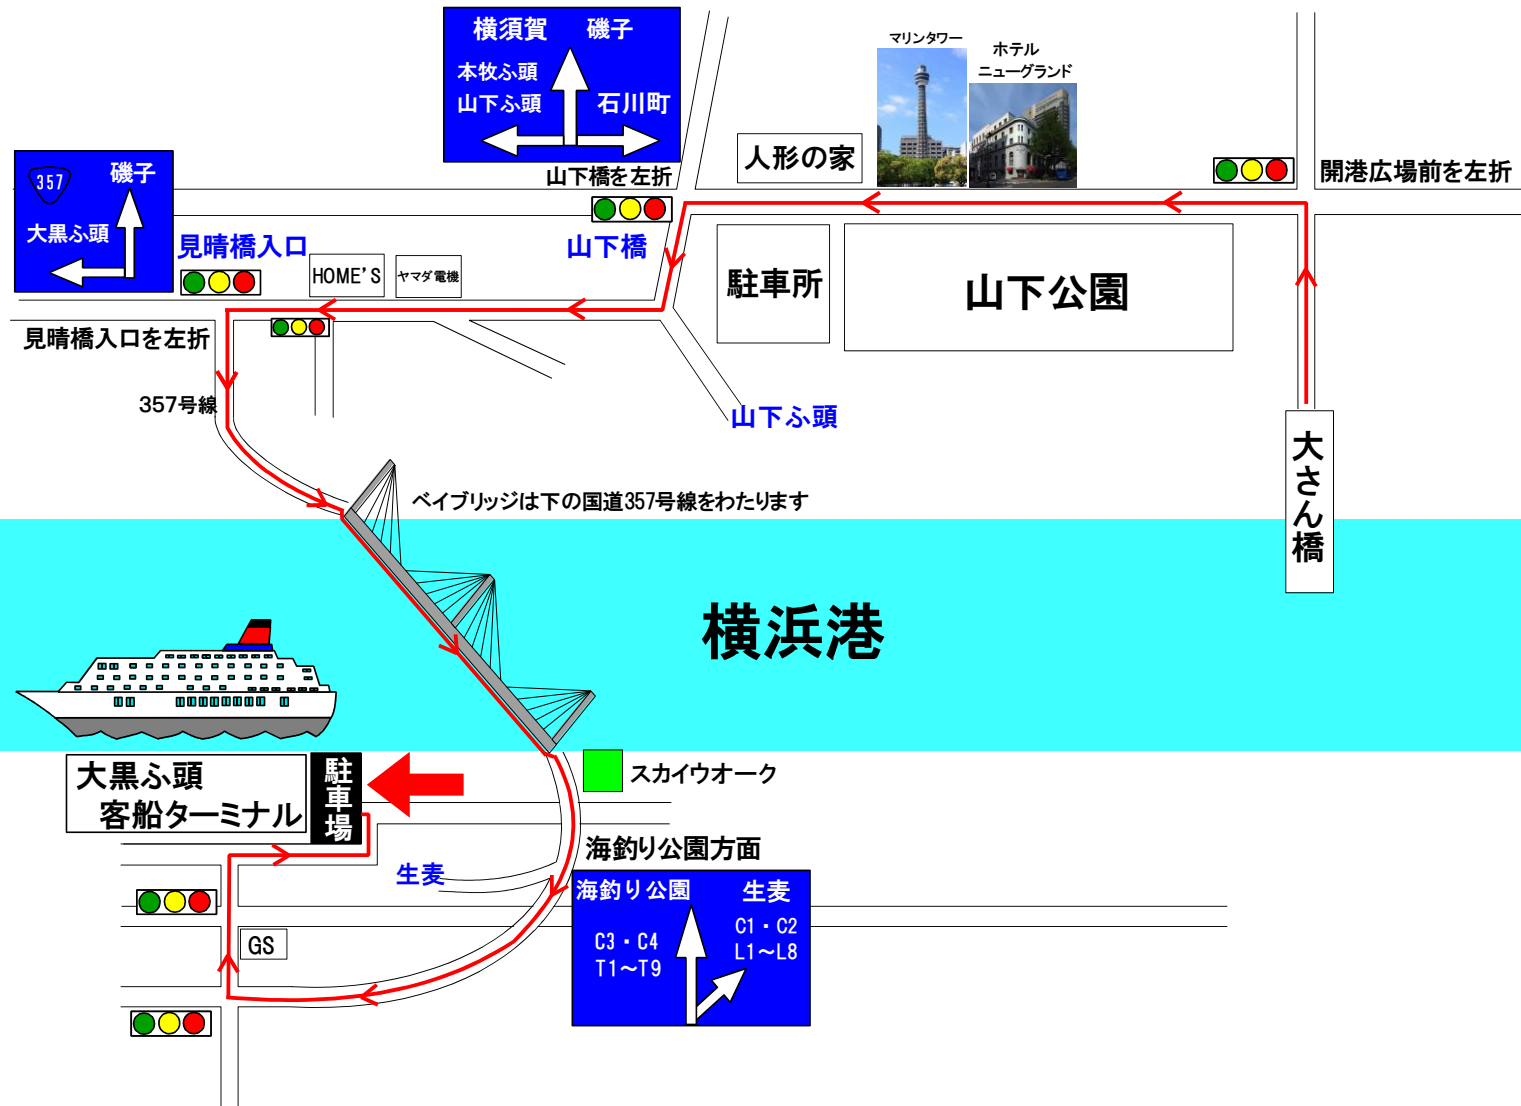 横須賀 磯子
本牧ふ頭
山下ふ頭
石川町
マリンタワー
ホテル
ニューグランド
人形の家
開港広場前を左折
山下橋を左折
357
磯子
大黒ふ頭
見晴橋入口
山下橋
HOME'S
ヤマダ電機
駐車所
山下公園
見晴橋入口を左折
357号線
山下ふ頭
大さん橋
ベイブリッジは下の国道357号線をわたります
横浜港
大黒ふ頭
客船ターミナル
駐車場
スカイウオーク
海釣り公園方面
生麦
海釣り公園
生麦
C3・C4
T1～T9
C1・C2
L1～L8
GS